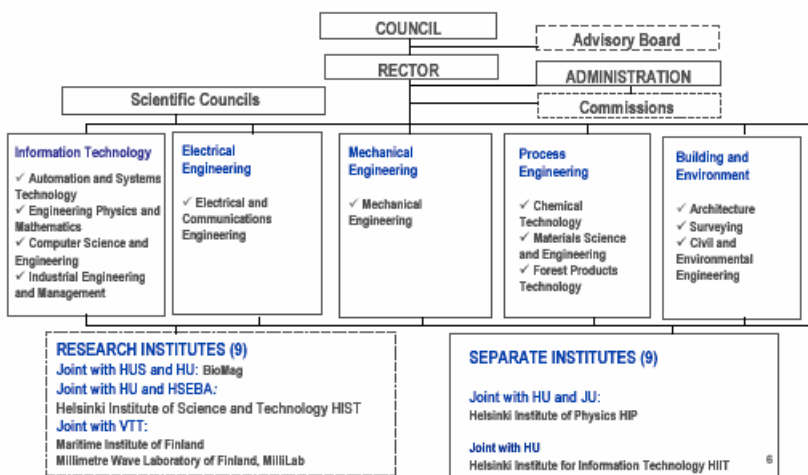 COUNCIL
Advisory Board
RECTOR
ADMINISTRATION
Scientific Councils
Commissions
Information Technology
✓ Automation and Systems
Technology
✓ Engineering Physics and
Mathematics
✓ Computer Science and
Engineering
✓ Industrial Engineering
and Management
Electrical
Engineering
✓ Electrical and
Communications
Engineering
Mechanical
Engineering
✓ Mechanical
Engineering
Process
Engineering
✓ Chemical
Technology
✓ Materials Science
and Engineering
✓ Forest Products
Technology
Building and
Environment
✓ Architecture
✓ Surveying
✓ Civil and
Environmental
Engineering
RESEARCH INSTITUTES (9)
Joint with HUS and HU: BioMag
Joint with HU and HSEBA:
Helsinki Institute of Science and Technology HIST
Joint with VTT:
Maritime Institute of Finland
Millimetre Wave Laboratory of Finland, MilliLab
SEPARATE INSTITUTES (9)
Joint with HU and JU:
Helsinki Institute of Physics HIP
Joint with HU
Helsinki Institute for Information Technology HIIT
6